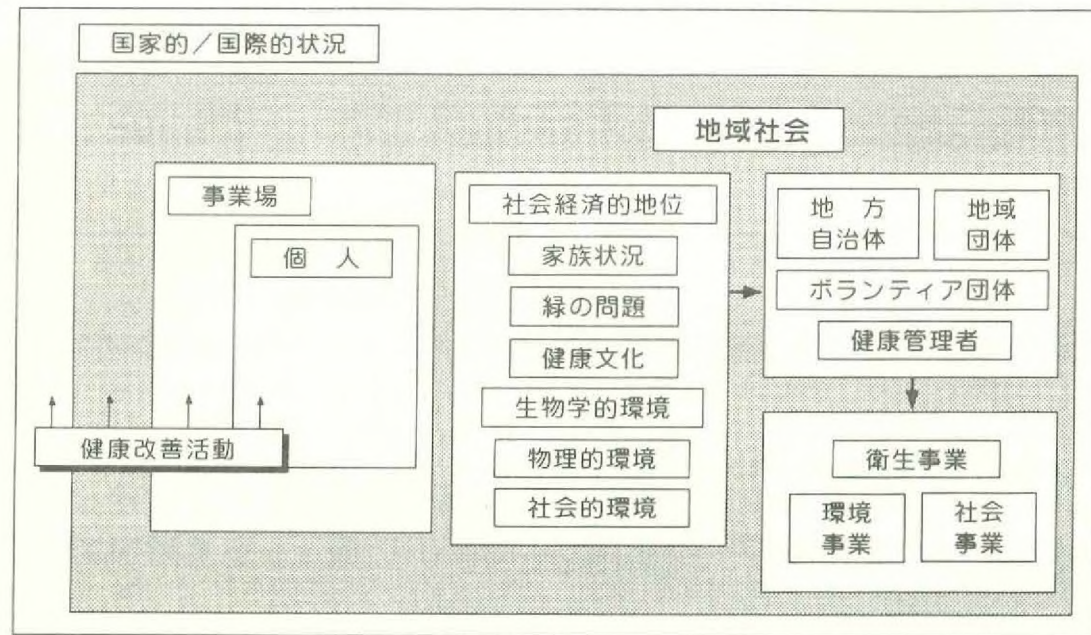 国家的／国際的状況
地域社会
事業場
個　人
健康改善活動
社会経済的地位
家族状況
緑の問題
健康文化
生物学的環境
物理的環境
社会的環境
地　方
自治体
地域
団体
ボランティア団体
健康管理者
衛生事業
環境
事業
社会
事業